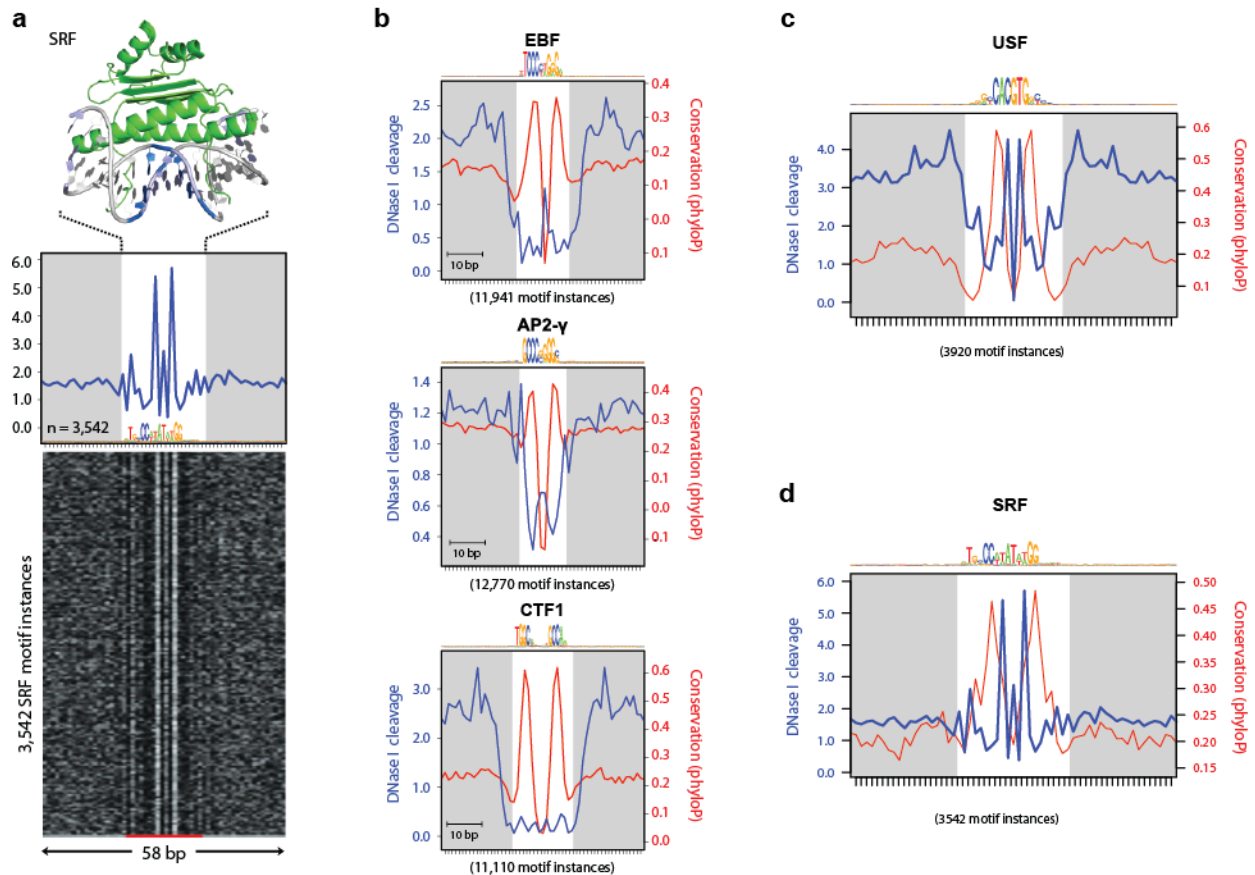 a
SRF
6.0
5.0
4.0
3.0
2.0
1.0
0.0
n = 3,542
3,542 SRF motif instances
58 bp
b
EBF
DNase I cleavage
2.5
2.0
1.5
1.0
0.5
0.0
10 bp
0.4
0.3
0.2
0.1
0.0
0.1
Conservation (phyloP)
(11,941 motif instances)
AP2-γ
DNase I cleavage
1.4
1.2
1.0
0.8
0.6
0.4
10 bp
0.4
0.3
0.2
0.1
0.0
0.1
Conservation (phyloP)
(12,770 motif instances)
CTF1
DNase I cleavage
3.0
2.0
1.0
0.0
10 bp
0.6
0.5
0.4
0.3
0.2
0.1
0.0
Conservation (phyloP)
(11,110 motif instances)
c
USF
CACGTG
DNase I cleavage
4.0
3.0
2.0
1.0
0.0
0.6
0.5
0.4
0.3
0.2
0.1
Conservation (phyloP)
(3920 motif instances)
d
SRF
DNase I cleavage
6.0
5.0
4.0
3.0
2.0
1.0
0.0
0.50
0.45
0.40
0.35
0.30
0.25
0.20
0.15
Conservation (phyloP)
(3542 motif instances)